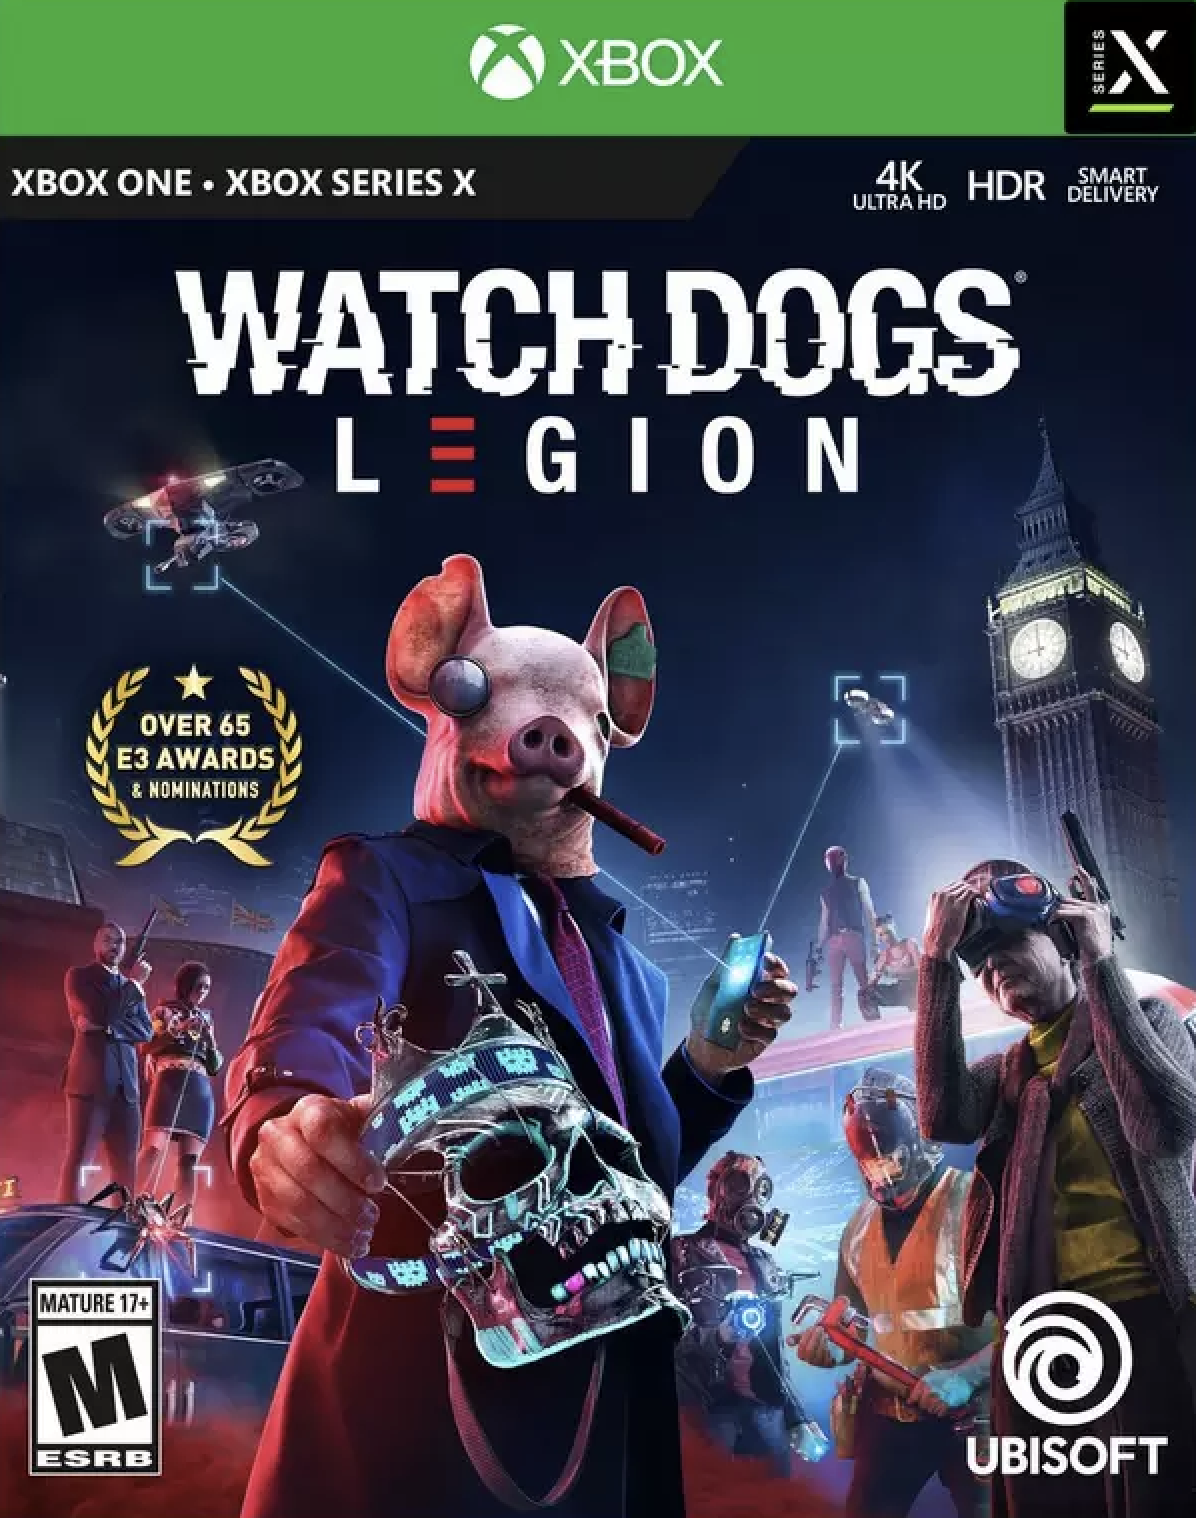 XBOX
SERIES X
XBOX ONE • XBOX SERIES X
4K
ULTRA HD
HDR
SMART
DELIVERY
WATCH DOGS®
LEGION
OVER 65
E3 AWARDS
& NOMINATIONS
MATURE 17+
M
ESRB
UBISOFT